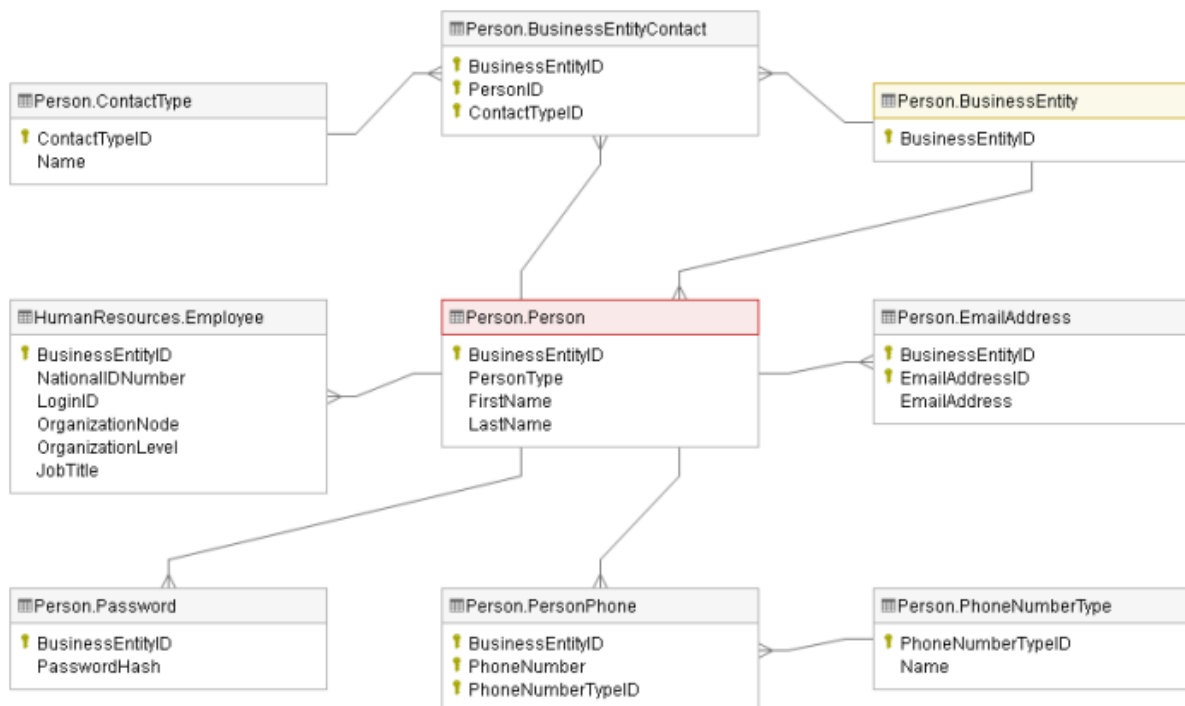 Person.BusinessEntityContact
BusinessEntityID
PersonID
ContactTypeID
Person.ContactType
ContactTypeID
Name
Person.BusinessEntity
BusinessEntityID
HumanResources.Employee
BusinessEntityID
NationalIDNumber
LoginID
OrganizationNode
OrganizationLevel
JobTitle
Person.Person
BusinessEntityID
PersonType
FirstName
LastName
Person.EmailAddress
BusinessEntityID
EmailAddressID
EmailAddress
Person.Password
BusinessEntityID
PasswordHash
Person.PersonPhone
BusinessEntityID
PhoneNumber
PhoneNumberTypeID
Person.PhoneNumberType
PhoneNumberTypeID
Name